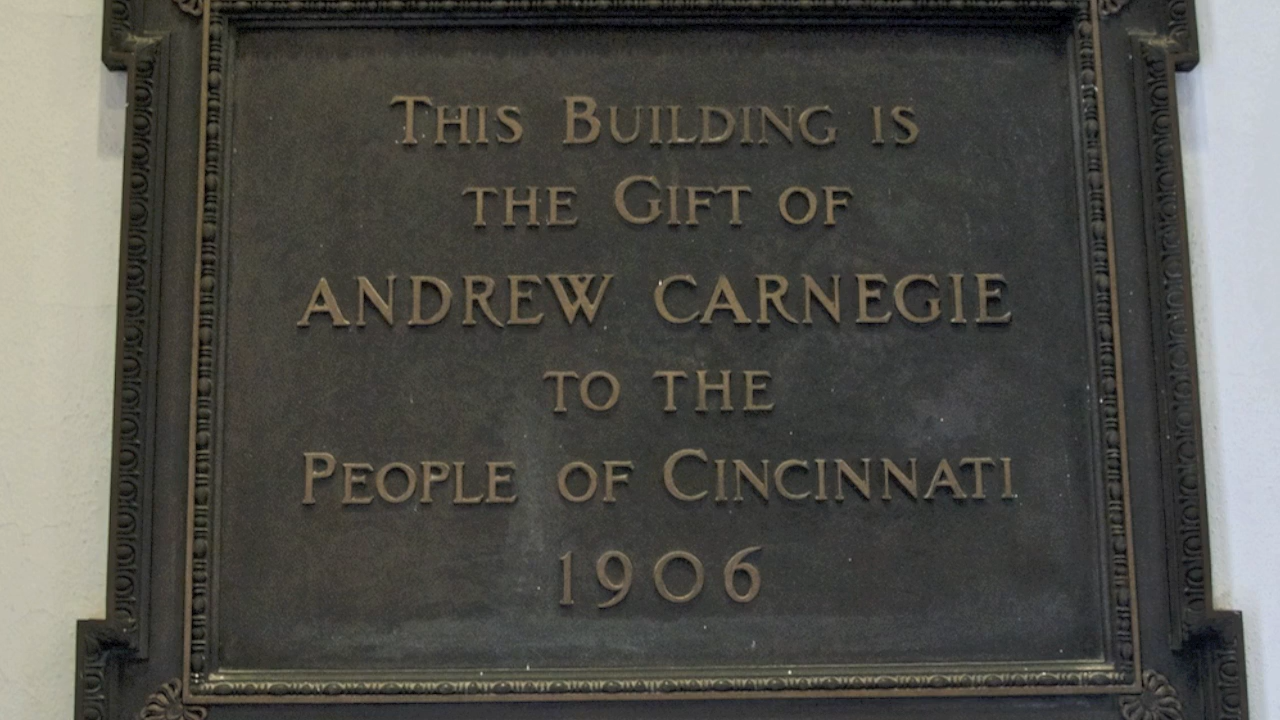 This Building is
the Gift of
ANDREW CARNEGIE
to the
People of Cincinnati
1906